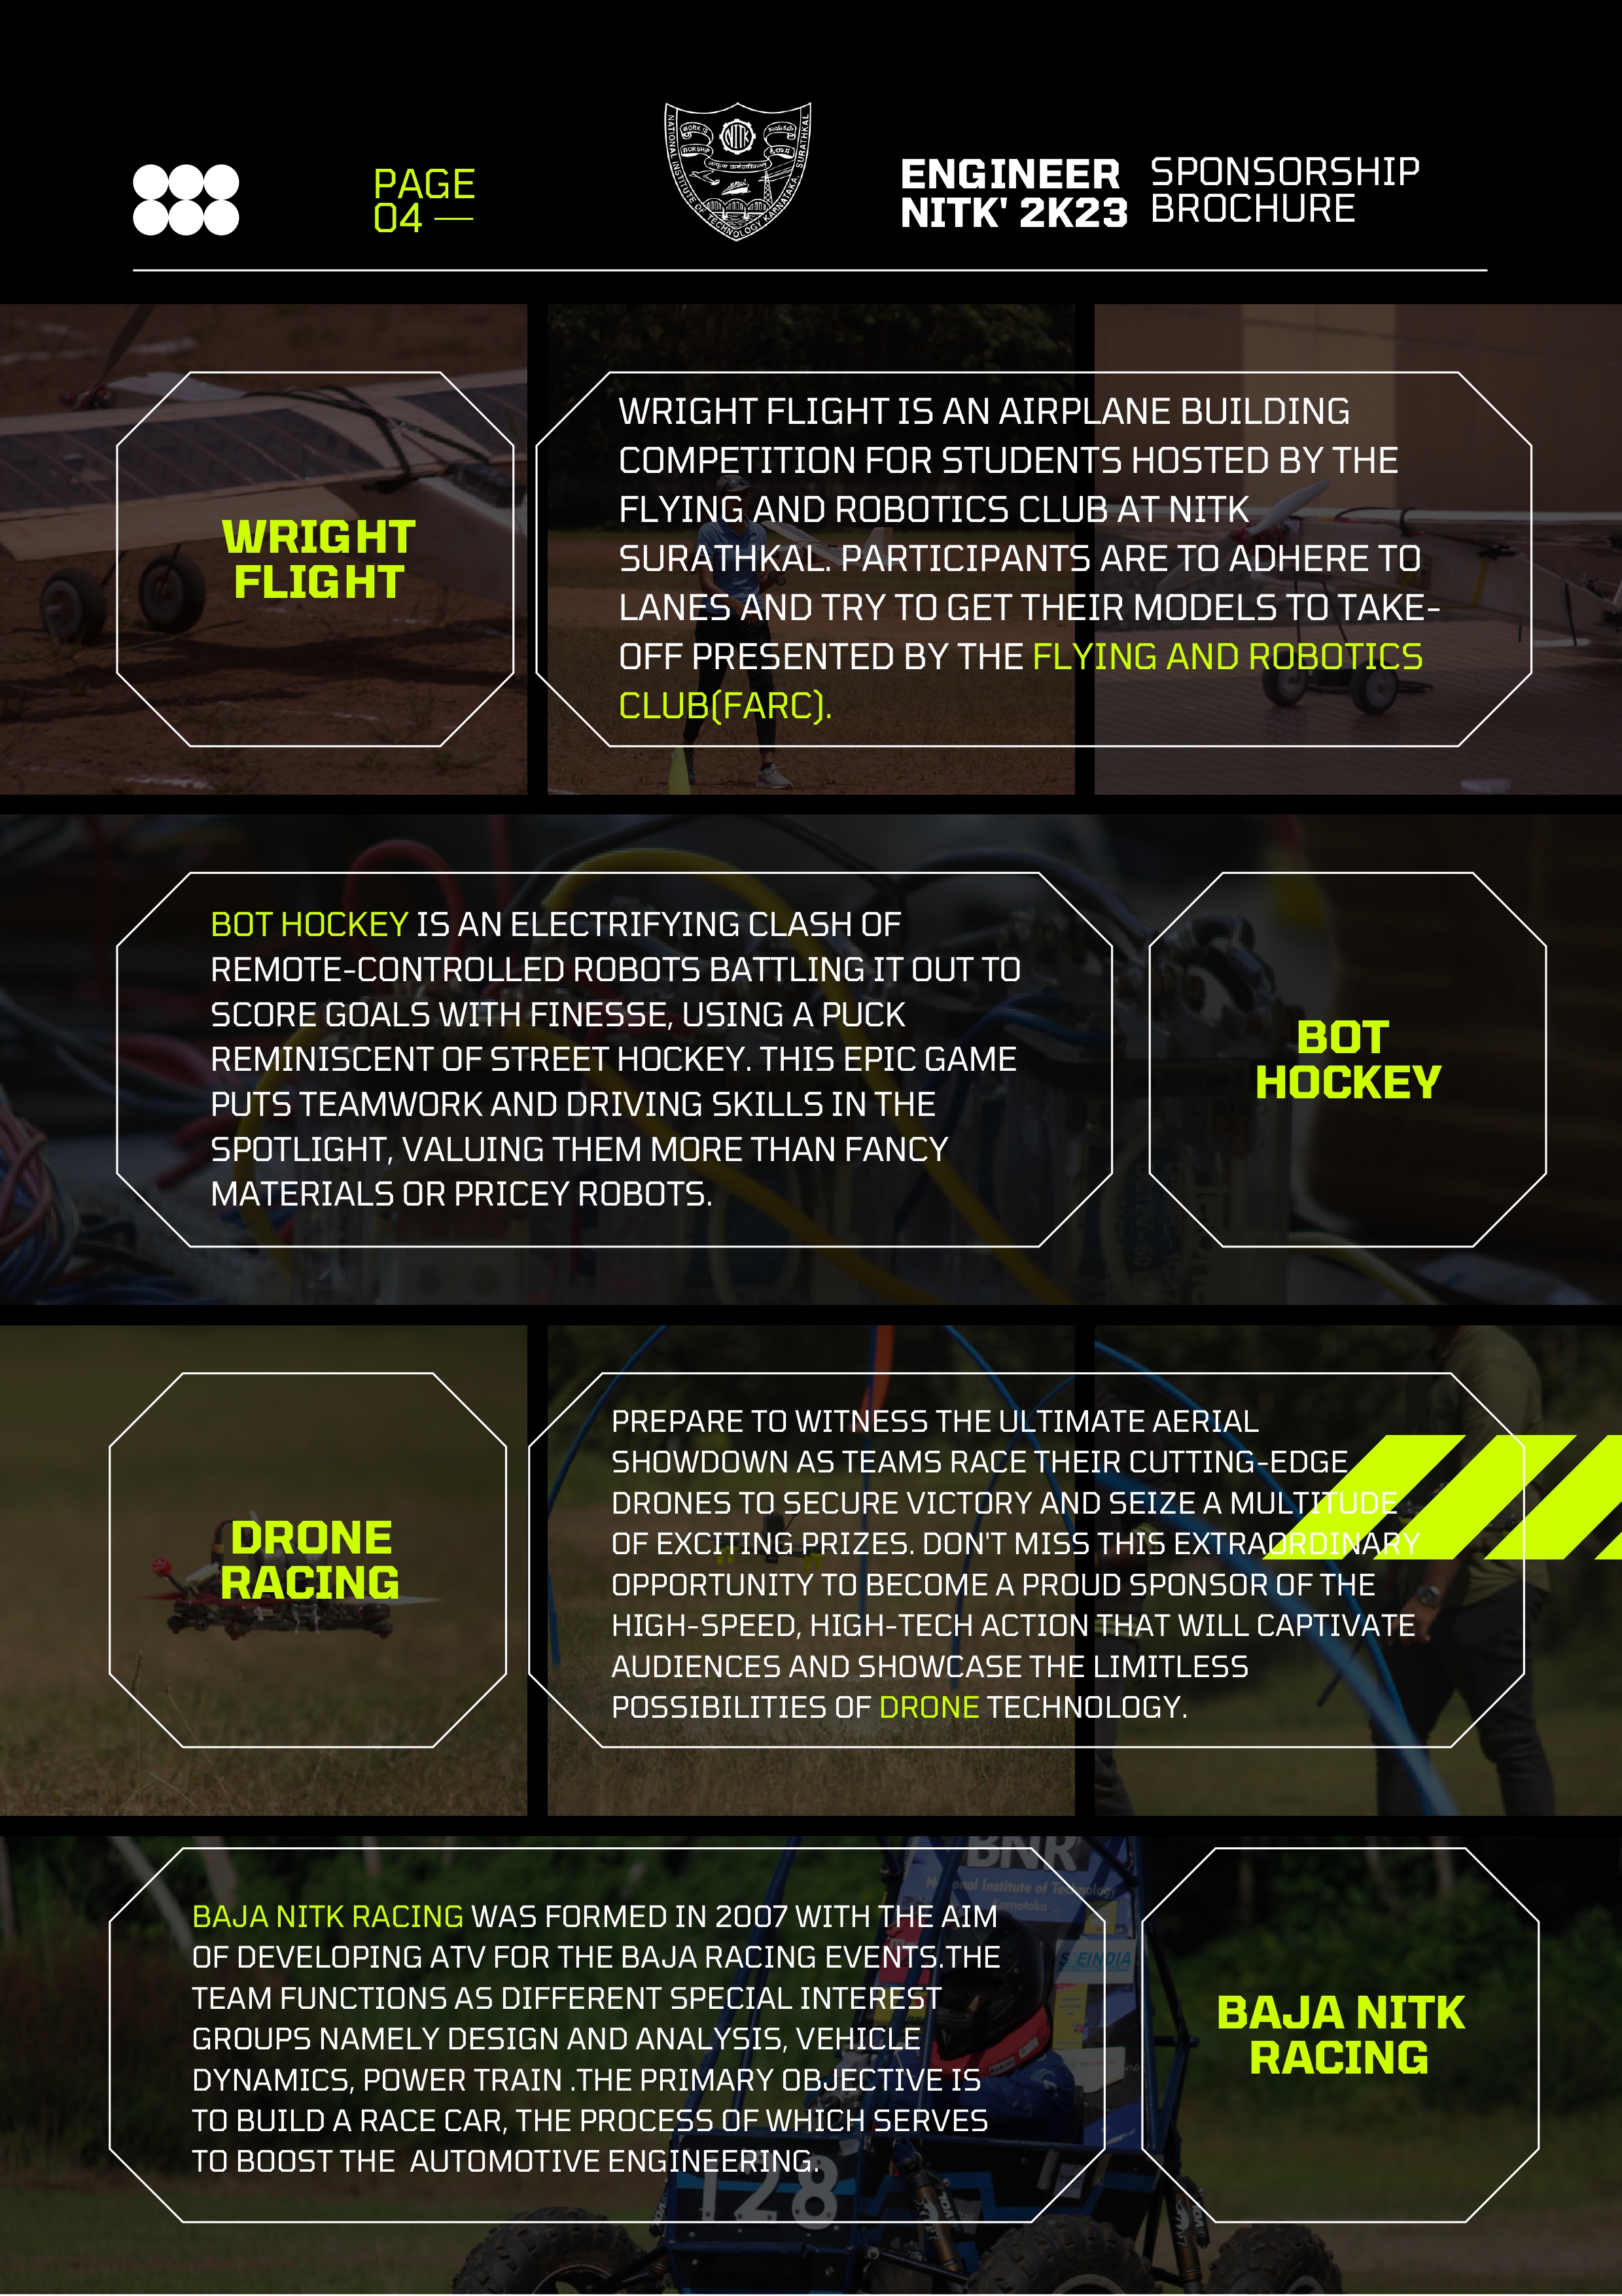 PAGE
04 —
WORK IS
WORSHIP
NITK
NATIONAL INSTITUTE OF TECHNOLOGY KARNATAKA, SURATHKAL
ENGINEER
NITK' 2K23
SPONSORSHIP
BROCHURE
WRIGHT
FLIGHT
WRIGHT FLIGHT IS AN AIRPLANE BUILDING
COMPETITION FOR STUDENTS HOSTED BY THE
FLYING AND ROBOTICS CLUB AT NITK
SURATHKAL. PARTICIPANTS ARE TO ADHERE TO
LANES AND TRY TO GET THEIR MODELS TO TAKE-
OFF PRESENTED BY THE FLYING AND ROBOTICS
CLUB(FARC).
BOT HOCKEY IS AN ELECTRIFYING CLASH OF
REMOTE-CONTROLLED ROBOTS BATTLING IT OUT TO
SCORE GOALS WITH FINESSE, USING A PUCK
REMINISCENT OF STREET HOCKEY. THIS EPIC GAME
PUTS TEAMWORK AND DRIVING SKILLS IN THE
SPOTLIGHT, VALUING THEM MORE THAN FANCY
MATERIALS OR PRICEY ROBOTS.
BOT
HOCKEY
DRONE
RACING
PREPARE TO WITNESS THE ULTIMATE AERIAL
SHOWDOWN AS TEAMS RACE THEIR CUTTING-EDGE
DRONES TO SECURE VICTORY AND SEIZE A MULTITUDE
OF EXCITING PRIZES. DON'T MISS THIS EXTRAORDINARY
OPPORTUNITY TO BECOME A PROUD SPONSOR OF THE
HIGH-SPEED, HIGH-TECH ACTION THAT WILL CAPTIVATE
AUDIENCES AND SHOWCASE THE LIMITLESS
POSSIBILITIES OF DRONE TECHNOLOGY.
BNR
National Institute of Technology
Karnataka
BAJA NITK RACING WAS FORMED IN 2007 WITH THE AIM
OF DEVELOPING ATV FOR THE BAJA RACING EVENTS.THE
TEAM FUNCTIONS AS DIFFERENT SPECIAL INTEREST
GROUPS NAMELY DESIGN AND ANALYSIS, VEHICLE
DYNAMICS, POWER TRAIN .THE PRIMARY OBJECTIVE IS
TO BUILD A RACE CAR, THE PROCESS OF WHICH SERVES
TO BOOST THE  AUTOMOTIVE ENGINEERING.
128
BAJA NITK
RACING